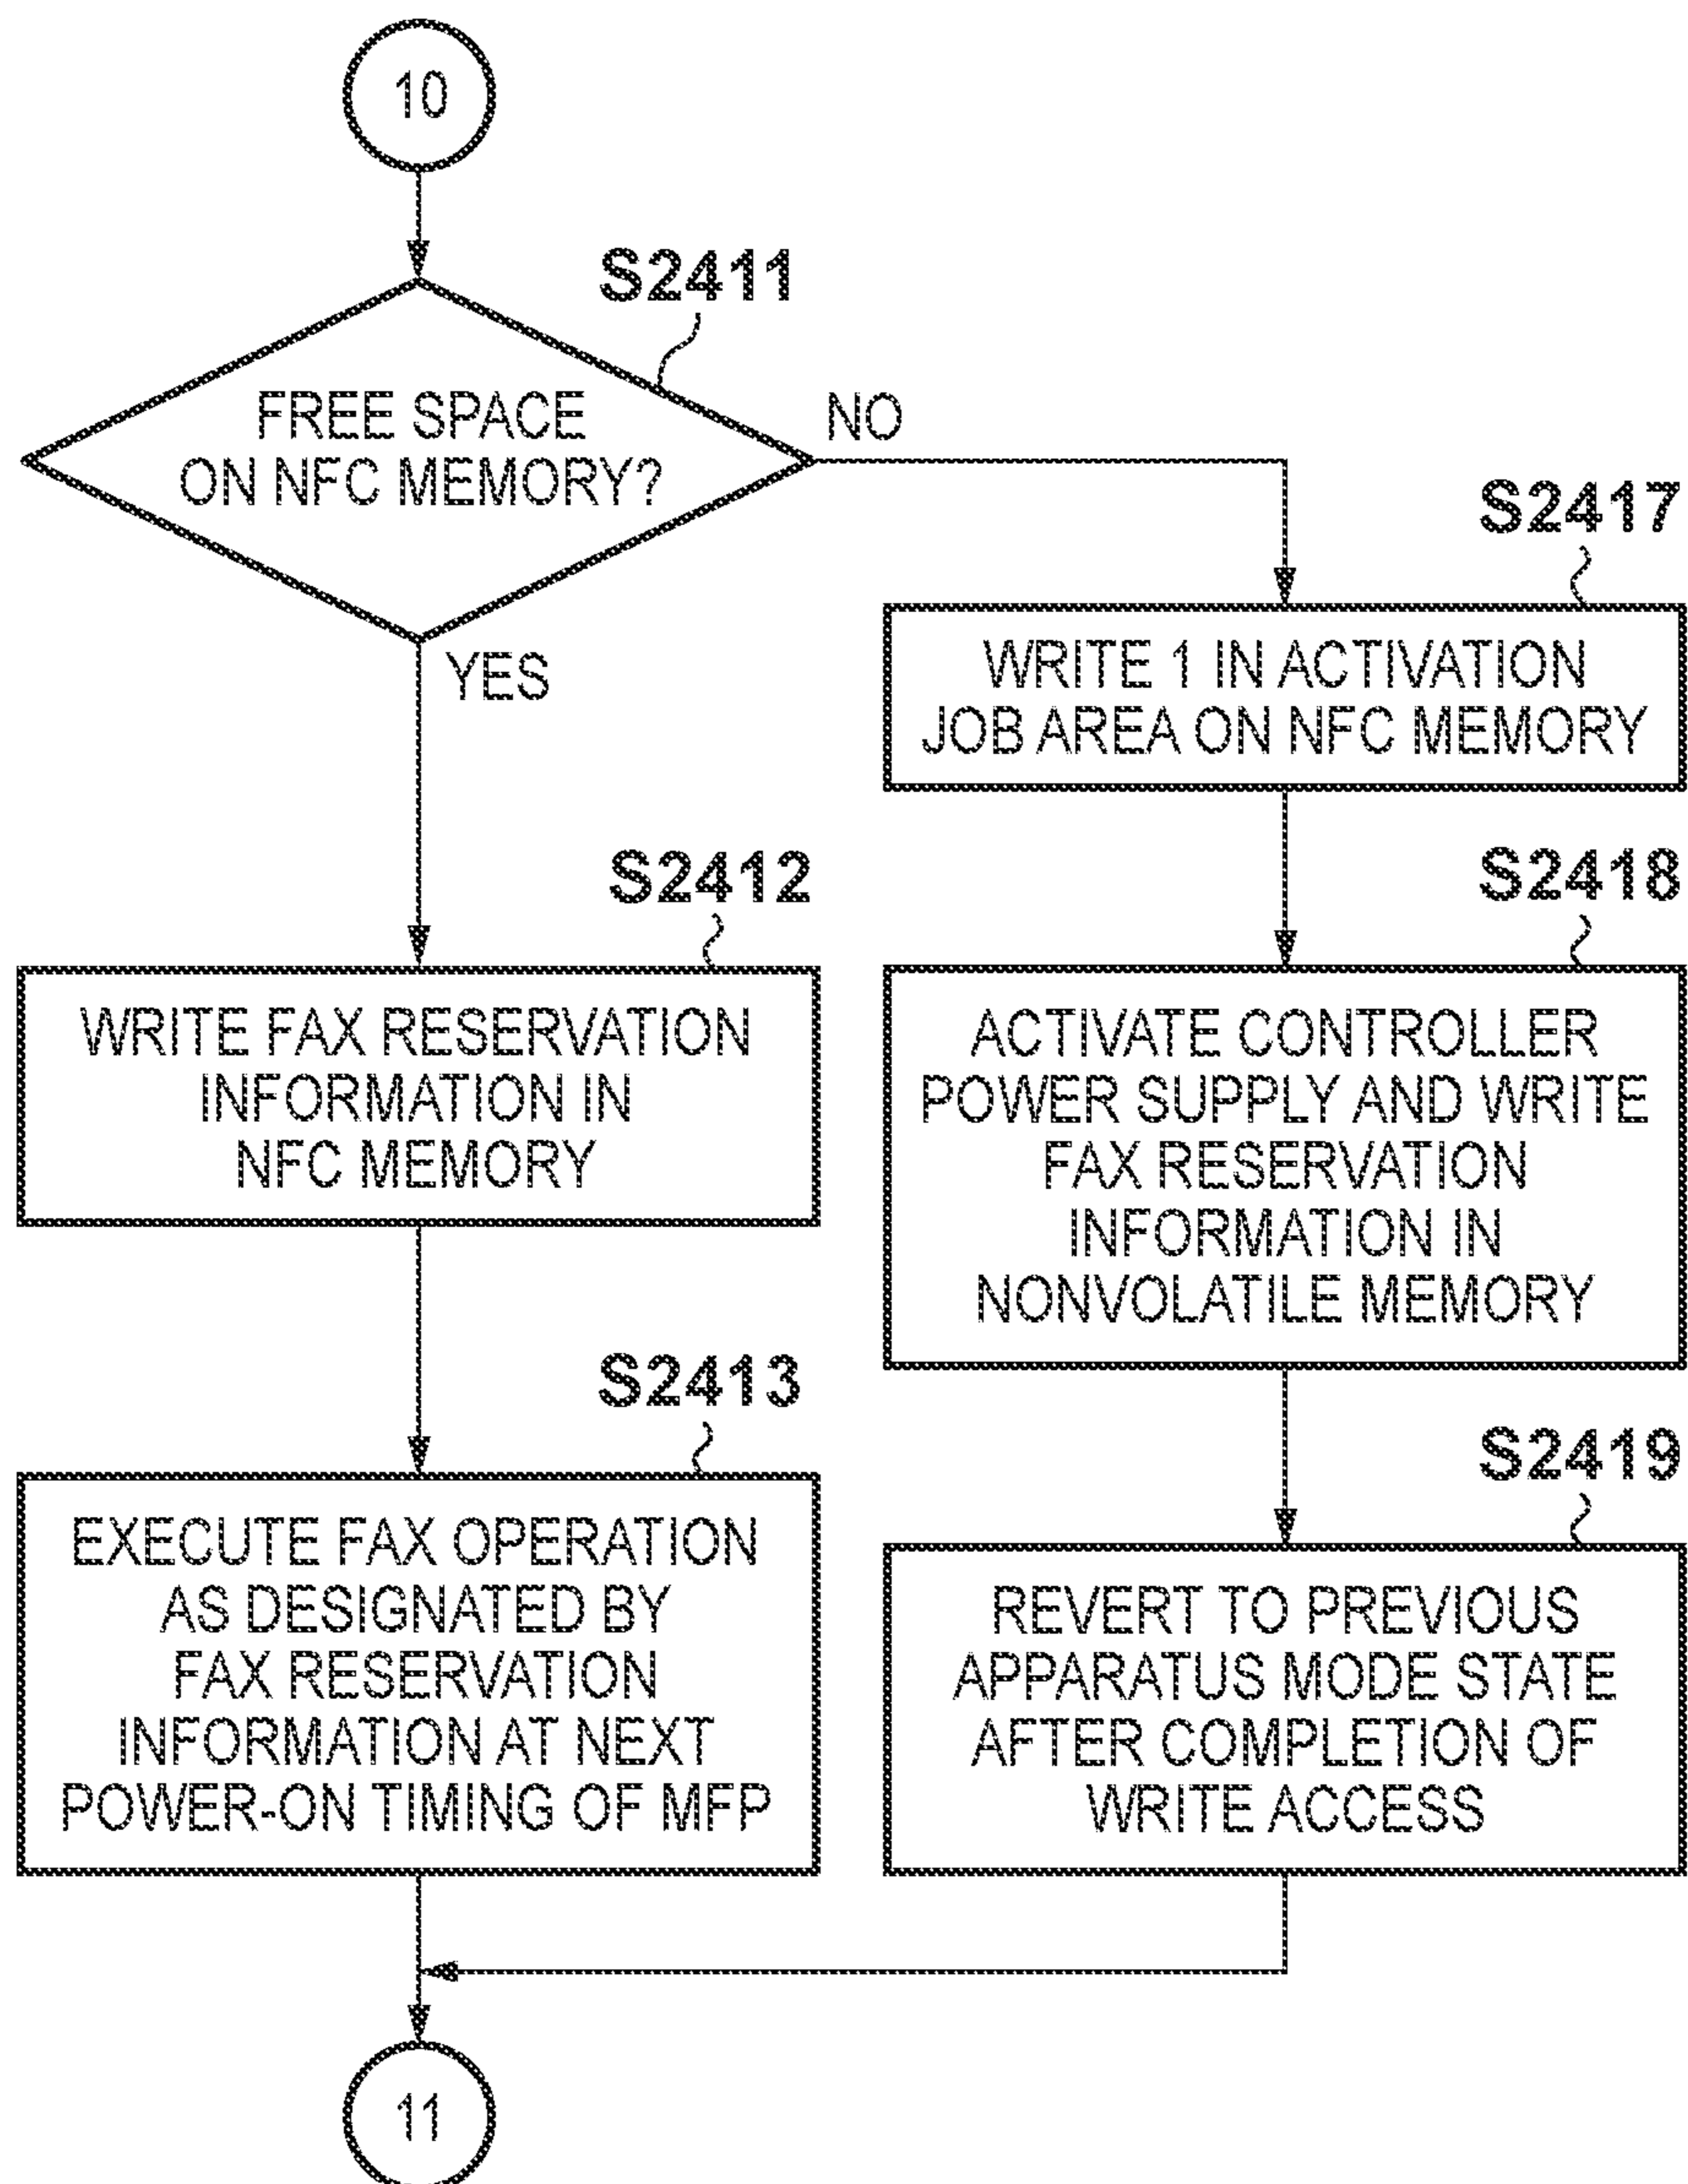 10
S2411
FREE SPACE
ON NFC MEMORY?
NO
YES
S2417
WRITE 1 IN ACTIVATION
JOB AREA ON NFC MEMORY
S2412
WRITE FAX RESERVATION
INFORMATION IN
NFC MEMORY
S2418
ACTIVATE CONTROLLER
POWER SUPPLY AND WRITE
FAX RESERVATION
INFORMATION IN
NONVOLATILE MEMORY
S2413
EXECUTE FAX OPERATION
AS DESIGNATED BY
FAX RESERVATION
INFORMATION AT NEXT
POWER-ON TIMING OF MFP
S2419
REVERT TO PREVIOUS
APPARATUS MODE STATE
AFTER COMPLETION OF
WRITE ACCESS
11